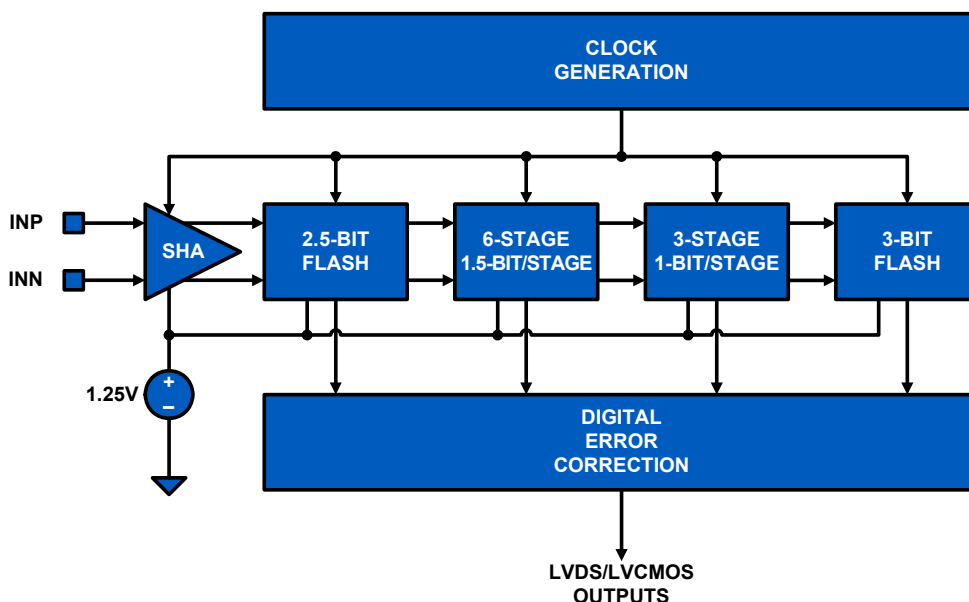 CLOCK
GENERATION
INP
INN
SHA
2.5-BIT
FLASH
6-STAGE
1.5-BIT/STAGE
3-STAGE
1-BIT/STAGE
3-BIT
FLASH
1.25V
+
–
DIGITAL
ERROR
CORRECTION
LVDS/LVCMOS
OUTPUTS